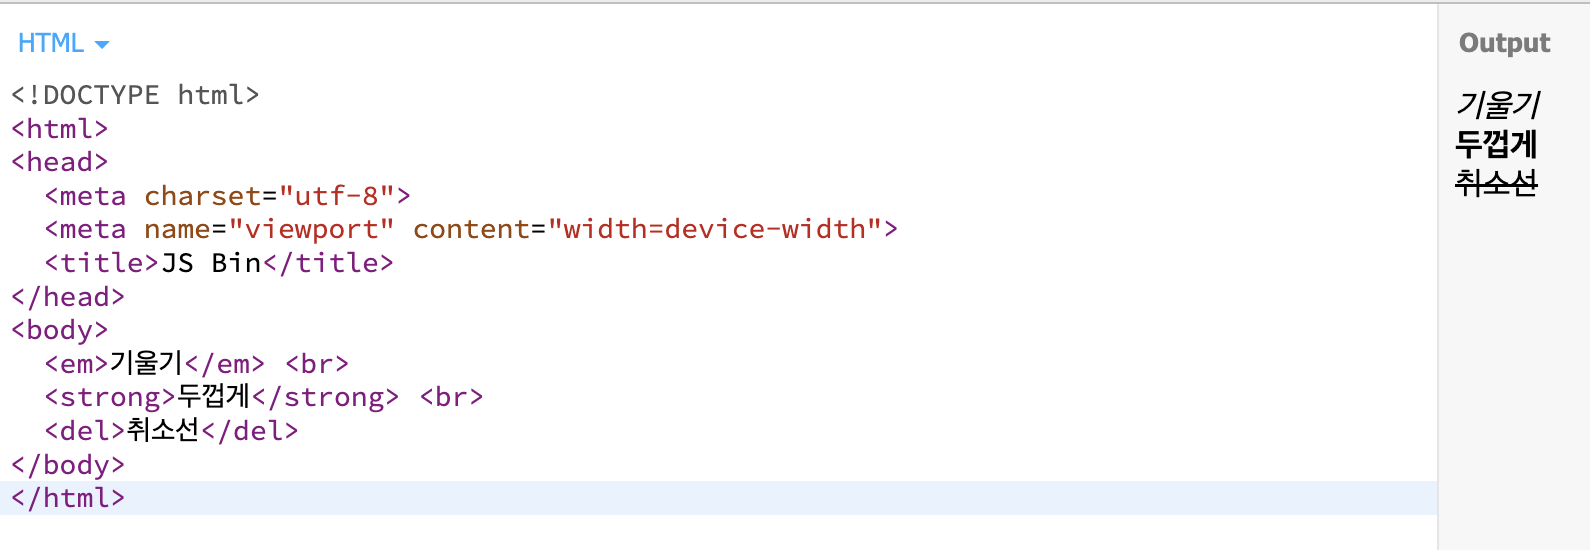 HTML
<!DOCTYPE html>
<html>
<head>
  <meta charset="utf-8">
  <meta name="viewport" content="width=device-width">
  <title>JS Bin</title>
</head>
<body>
  <em>기울기</em> <br>
  <strong>두껍게</strong> <br>
  <del>취소선</del>
</body>
</html>
Output
기울기
두껍게
취소선